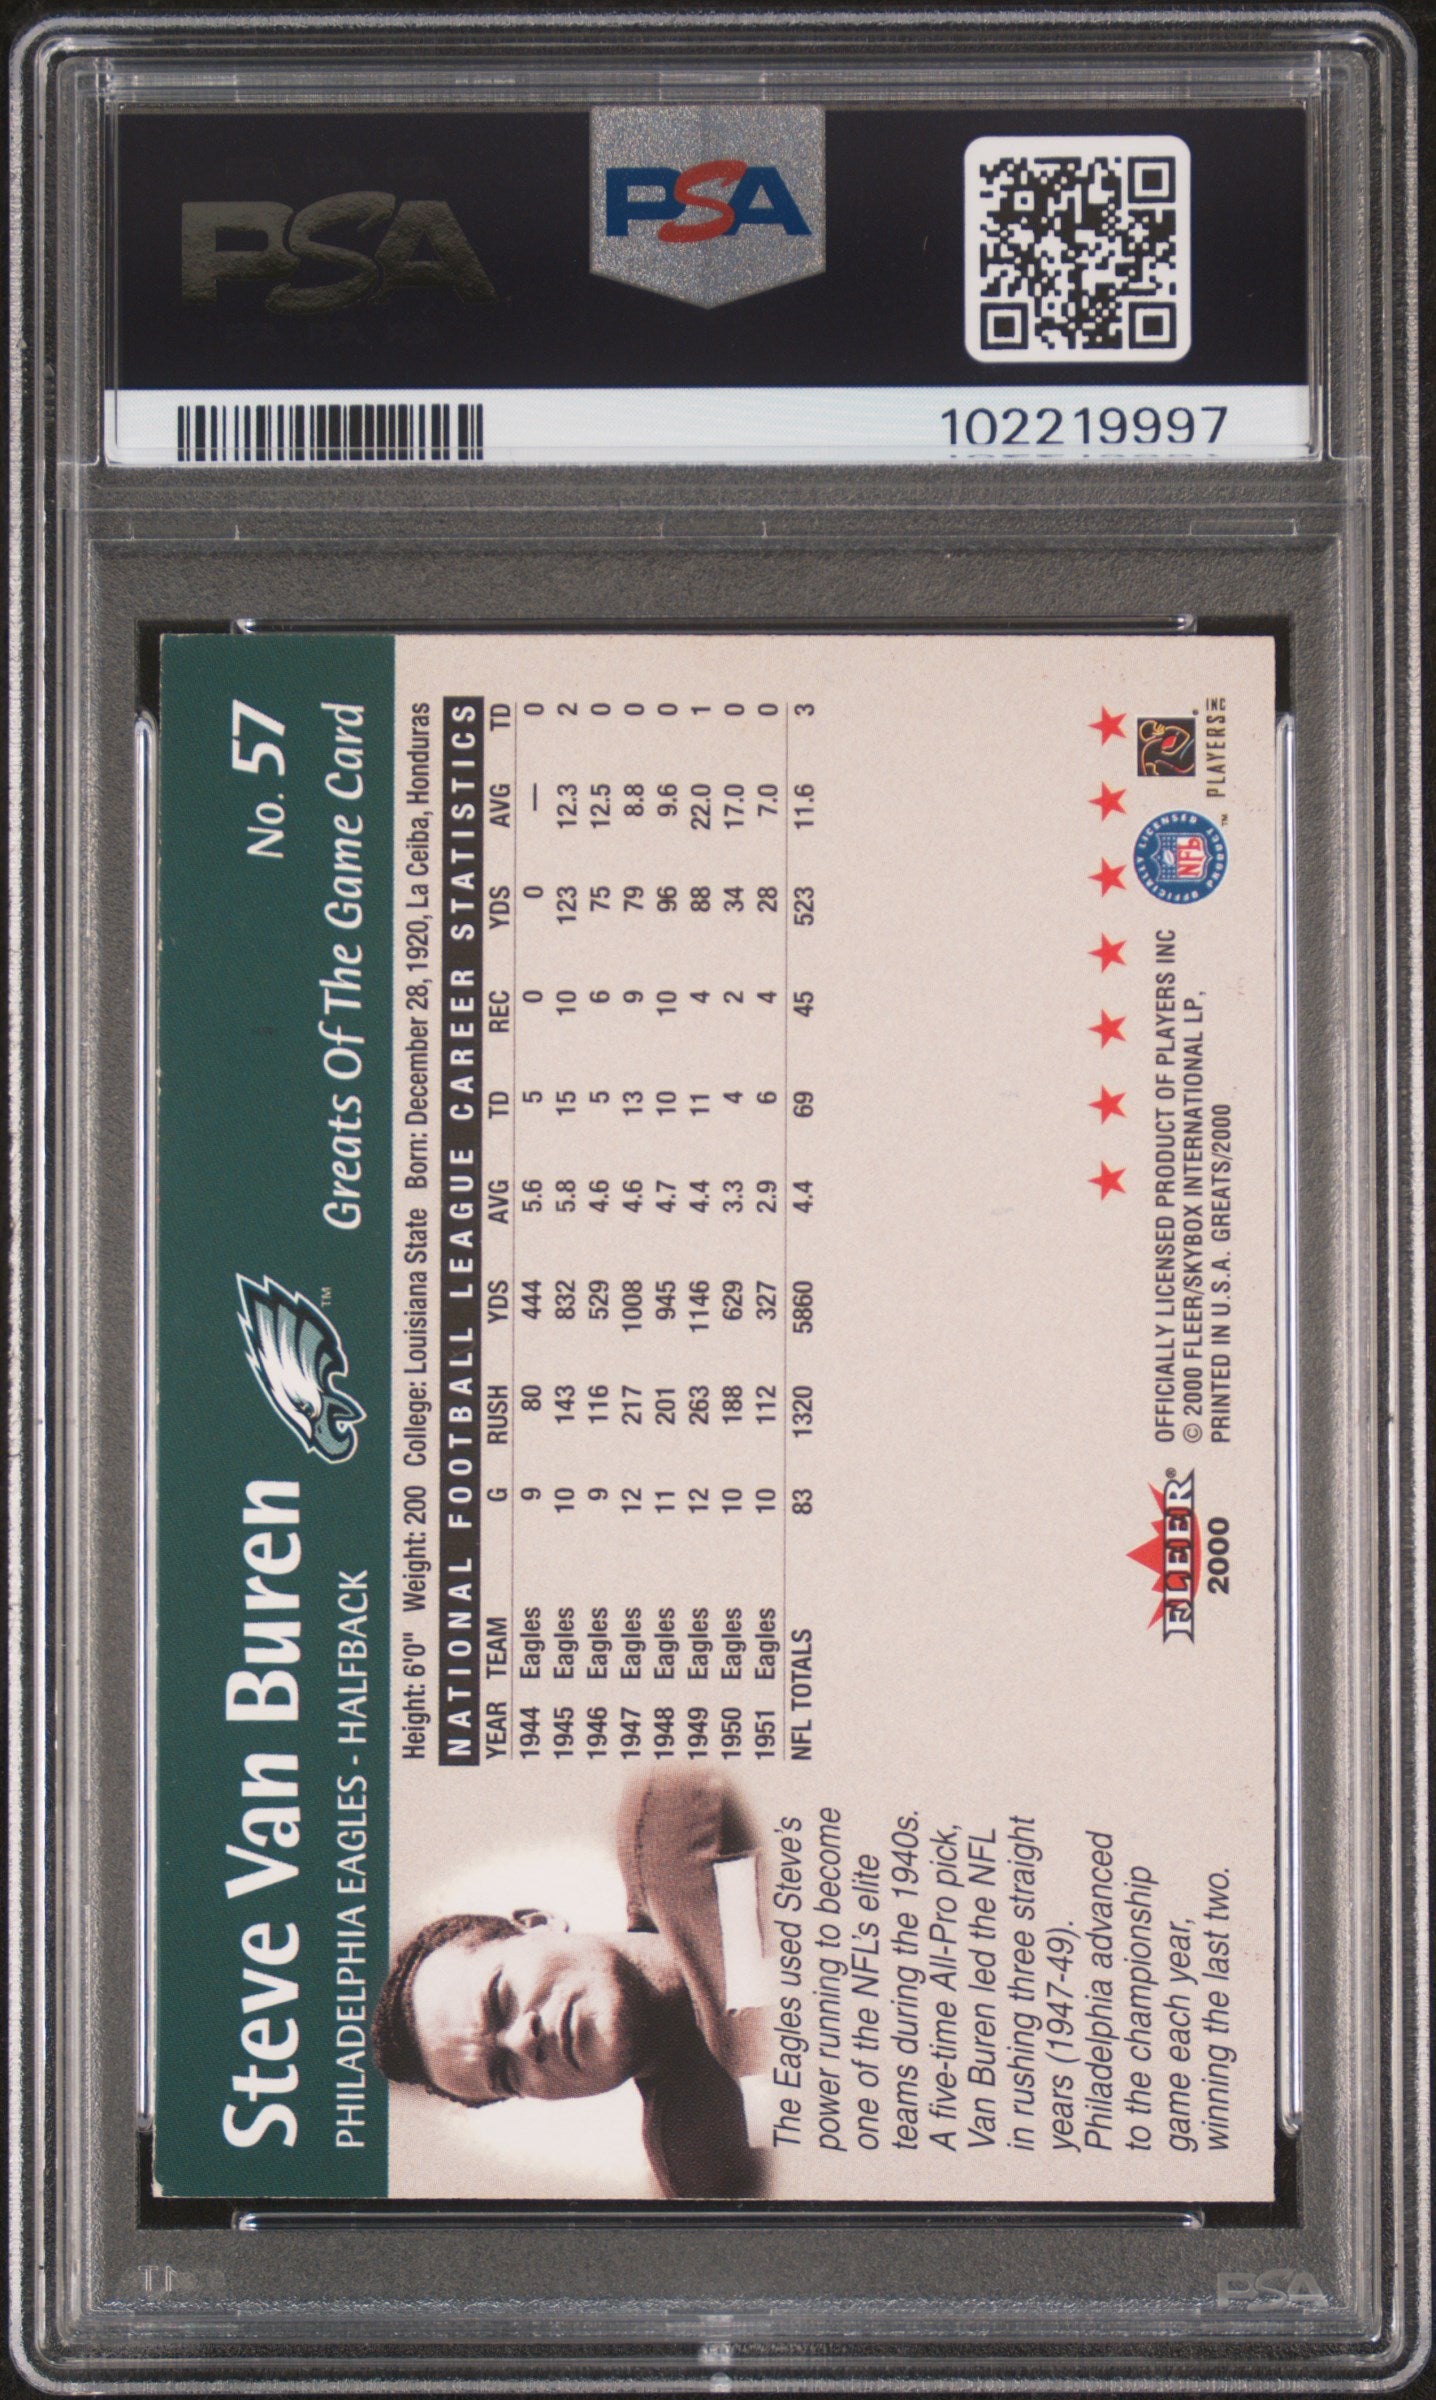 PSA
PSA
102219997
Steve Van Buren
No. 57
PHILADELPHIA EAGLES - HALFBACK
TM
Greats Of The Game Card
Height: 6'0" Weight: 200 College: Louisiana State Born: December 28, 1920, La Ceiba, Honduras
NATIONAL FOOTBALL LEAGUE CAREER STATISTICS
YEAR TEAM G RUSH YDS AVG TD REC YDS AVG TD
1944 Eagles 9 80 444 5.6 5 0 0 — 0
1945 Eagles 10 143 832 5.8 15 10 123 12.3 2
1946 Eagles 9 116 529 4.6 5 6 75 12.5 0
1947 Eagles 12 217 1008 4.6 13 9 79 8.8 0
1948 Eagles 11 201 945 4.7 10 10 96 9.6 0
1949 Eagles 12 263 1146 4.4 11 4 88 22.0 1
1950 Eagles 10 188 629 3.3 4 2 34 17.0 0
1951 Eagles 10 112 327 2.9 6 4 28 7.0 0
NFL TOTALS 83 1320 5860 4.4 69 45 523 11.6 3
The Eagles used Steve's
power running to become
one of the NFL's elite
teams during the 1940s.
A five-time All-Pro pick,
Van Buren led the NFL
in rushing three straight
years (1947-49).
Philadelphia advanced
to the championship
game each year,
winning the last two.
FLEER®
2000
OFFICIALLY LICENSED PRODUCT OF PLAYERS INC
© 2000 FLEER/SKYBOX INTERNATIONAL LP,
PRINTED IN U.S.A. GREATS/2000
OFFICIALLY LICENSED PRODUCT
NFL
TM
PLAYERS INC
PSA